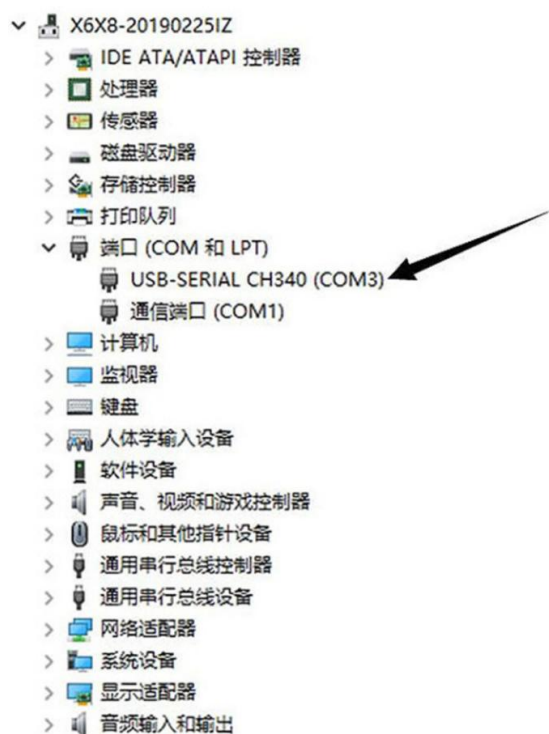 X6X8-20190225IZ
IDE ATA/ATAPI 控制器
处理器
传感器
磁盘驱动器
存储控制器
打印队列
端口 (COM 和 LPT)
USB-SERIAL CH340 (COM3)
通信端口 (COM1)
计算机
监视器
键盘
人体学输入设备
软件设备
声音、视频和游戏控制器
鼠标和其他指针设备
通用串行总线控制器
通用串行总线设备
网络适配器
系统设备
显示适配器
音频输入和输出